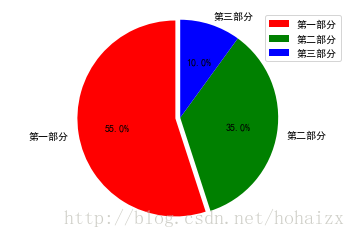 第三部分
第一部分
第二部分
第三部分
10.0%
55.0%
35.0%
第一部分
第二部分
http://blog.csdn.net/hohaizx